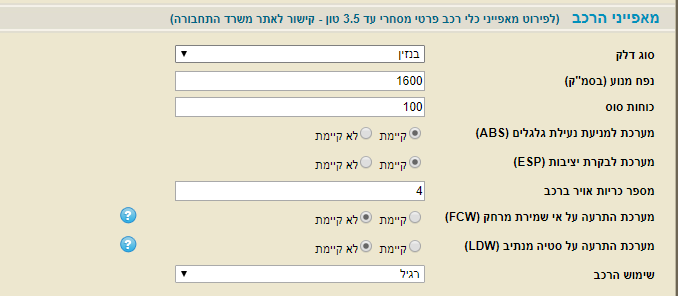 מאפייני הרכב (לפירוט מאפייני כלי רכב פרטי מסחרי עד 3.5 טון - קישור לאתר משרד התחבורה)
סוג דלק בנזין
נפח מנוע (בסמ"ק) 1600
כוחות סוס 100
מערכת למניעת נעילת גלגלים (ABS) קיימת לא קיימת
מערכת לבקרת יציבות (ESP) קיימת לא קיימת
מספר כריות אויר ברכב 4
מערכת התרעה על אי שמירת מרחק (FCW) קיימת לא קיימת ?
מערכת התרעה על סטיה מנתיב (LDW) קיימת לא קיימת ?
שימוש הרכב רגיל